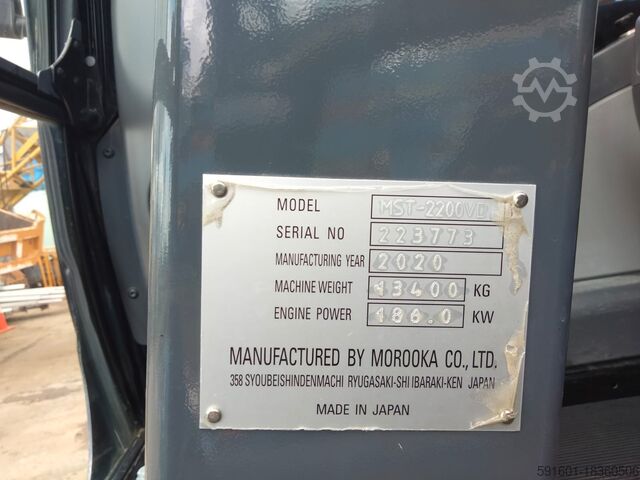 MODEL MST-2200VD
SERIAL NO 223773
MANUFACTURING YEAR 2020
MACHINE WEIGHT 13400 KG
ENGINE POWER 186.0 KW
MANUFACTURED BY MOROOKA CO., LTD.
358 SYOUBEISHINDENMACHI RYUGASAKI-SHI IBARAKI-KEN JAPAN
MADE IN JAPAN
591601-18360506